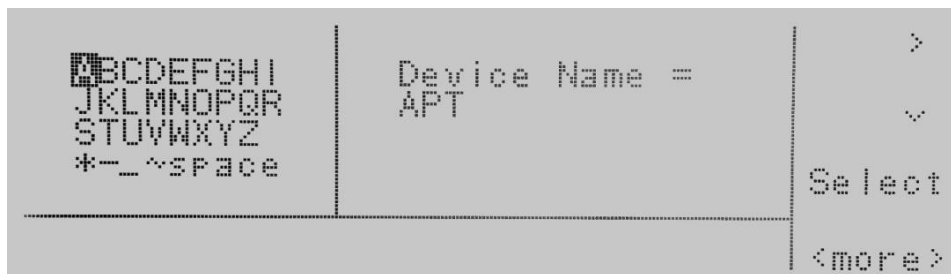 ABCDEFGHI
JKLMNOPQR
STUVWXYZ
*-_~space
Device Name =
APT
>
Select
<more>